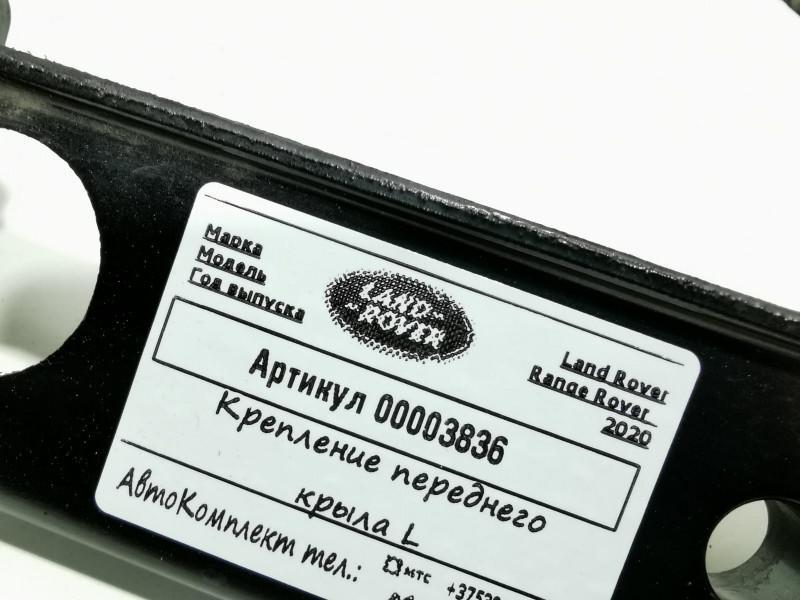 Марка
Модель
Год выпуска
LAND-
-ROVER
Land Rover
Range Rover
2020
Артикул 00003836
Крепление переднего
крыла L
АвтоКомплект тел.:
МТС